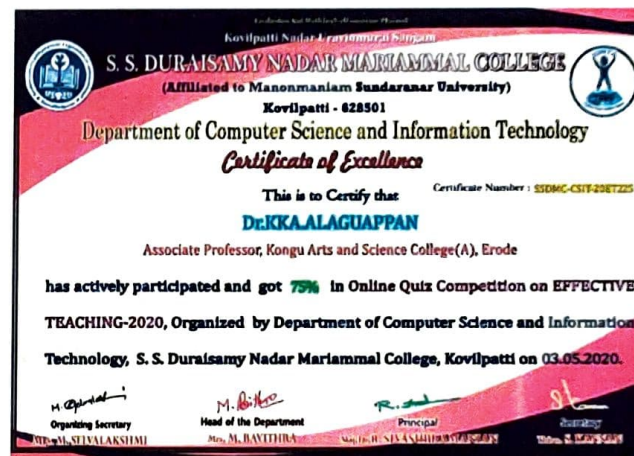 Kovilpatti Nadar Uravinmurai Sangam
S. S. DURAISAMY NADAR MARIAMMAL COLLEGE
(Affiliated to Manonmaniam Sundaranar University)
Kovilpatti - 628501
Department of Computer Science and Information Technology
Certificate of Excellence
Certificate Number : SSDMC-CSIT-20ET225
This is to Certify that
Dr.KKA.ALAGUAPPAN
Associate Professor, Kongu Arts and Science College(A), Erode
has actively participated and got 75% in Online Quiz Competition on EFFECTIVE
TEACHING-2020, Organized by Department of Computer Science and Information
Technology, S. S. Duraisamy Nadar Mariammal College, Kovilpatti on 03.05.2020.
Organizing Secretary Head of the Department Principal Secretary
Mrs. M. SELVALAKSHMI Mrs. M. BAVITHRA